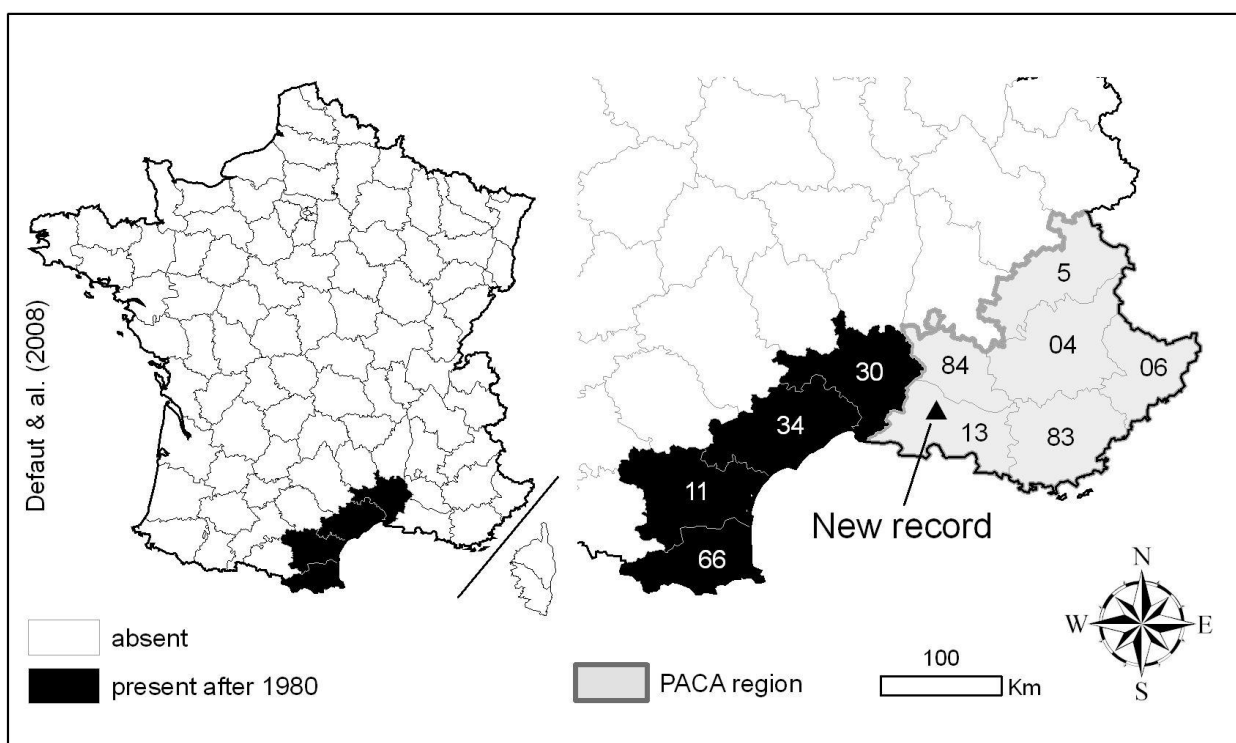 Defaut & al. (2008)
absent
present after 1980
5
04
06
84
30
13
83
34
11
66
New record
PACA region
100
Km
N
W
E
S